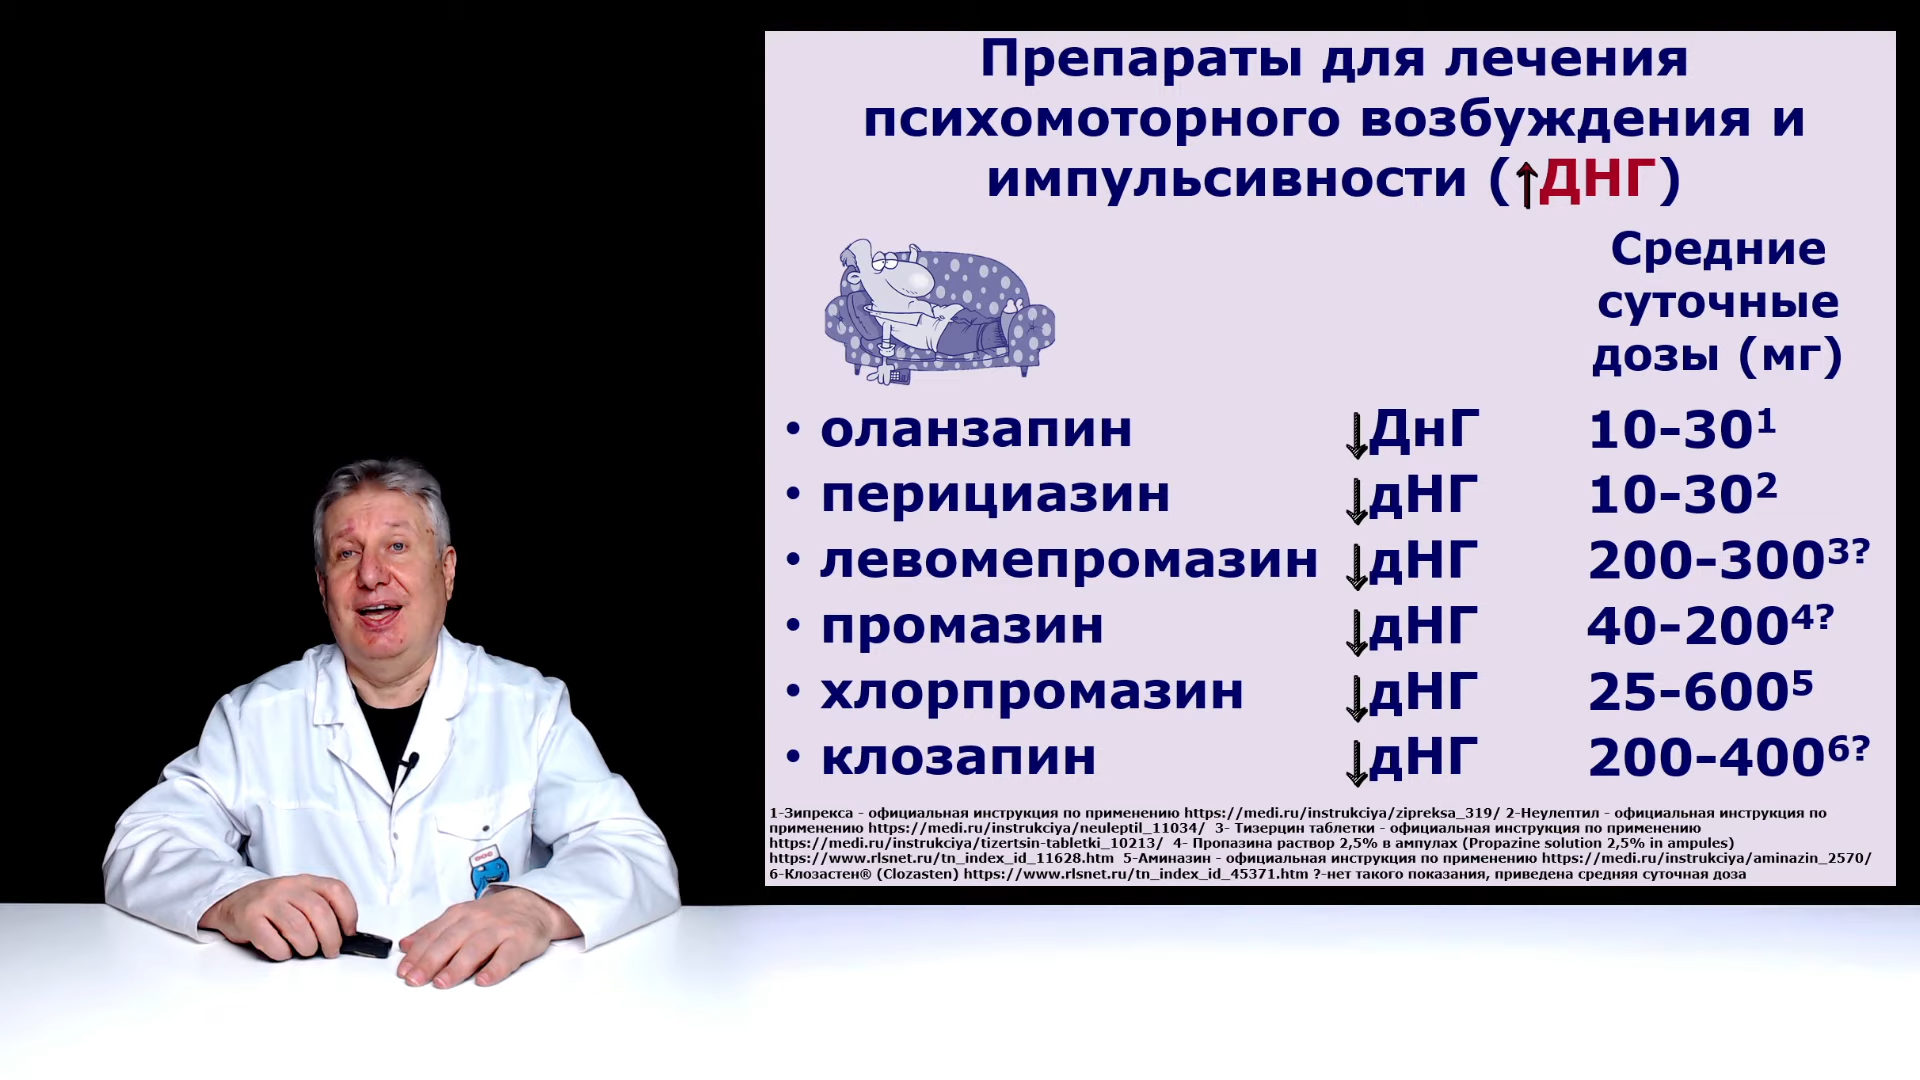 Препараты для лечения
психомоторного возбуждения и
импульсивности (↑ДНГ)
Средние
суточные
дозы (мг)
• оланзапин ↓ДнГ 10-30¹
• перициазин ↓дНГ 10-30²
• левомепромазин ↓дНГ 200-300³?
• промазин ↓дНГ 40-200⁴?
• хлорпромазин ↓дНГ 25-600⁵
• клозапин ↓дНГ 200-400⁶?
1-Зипрекса - официальная инструкция по применению https://medi.ru/instrukciya/zipreksa_319/ 2-Неулептил - официальная инструкция по
применению https://medi.ru/instrukciya/neuleptil_11034/ 3- Тизерцин таблетки - официальная инструкция по применению
https://medi.ru/instrukciya/tizertsin-tabletki_10213/ 4- Пропазина раствор 2,5% в ампулах (Propazine solution 2,5% in ampules)
https://www.rlsnet.ru/tn_index_id_11628.htm 5-Аминазин - официальная инструкция по применению https://medi.ru/instrukciya/aminazin_2570/
6-Клозастен® (Clozasten) https://www.rlsnet.ru/tn_index_id_45371.htm ?-нет такого показания, приведена средняя суточная доза